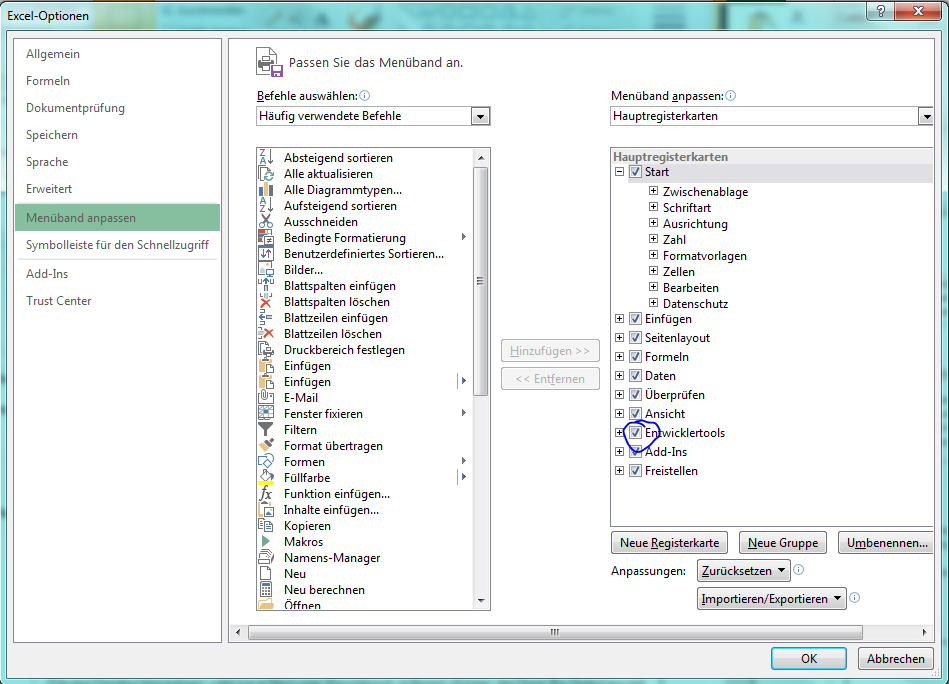 Excel-Optionen
Allgemein
Formeln
Dokumentprüfung
Speichern
Sprache
Erweitert
Menüband anpassen
Symbolleiste für den Schnellzugriff
Add-Ins
Trust Center
Passen Sie das Menüband an.
Befehle auswählen:
Häufig verwendete Befehle
Absteigend sortieren
Alle aktualisieren
Alle Diagrammtypen...
Aufsteigend sortieren
Ausschneiden
Bedingte Formatierung
Benutzerdefiniertes Sortieren...
Bilder...
Blattspalten einfügen
Blattspalten löschen
Blattzeilen einfügen
Blattzeilen löschen
Druckbereich festlegen
Einfügen
Einfügen
E-Mail
Fenster fixieren
Filtern
Format übertragen
Formen
Füllfarbe
Funktion einfügen...
Inhalte einfügen...
Kopieren
Makros
Namens-Manager
Neu
Neu berechnen
Öffnen
Hinzufügen >>
<< Entfernen
Menüband anpassen:
Hauptregisterkarten
Hauptregisterkarten
Start
Zwischenablage
Schriftart
Ausrichtung
Zahl
Formatvorlagen
Zellen
Bearbeiten
Datenschutz
Einfügen
Seitenlayout
Formeln
Daten
Überprüfen
Ansicht
Entwicklertools
Add-Ins
Freistellen
Neue Registerkarte
Neue Gruppe
Umbenennen...
Anpassungen:
Zurücksetzen
Importieren/Exportieren
OK
Abbrechen